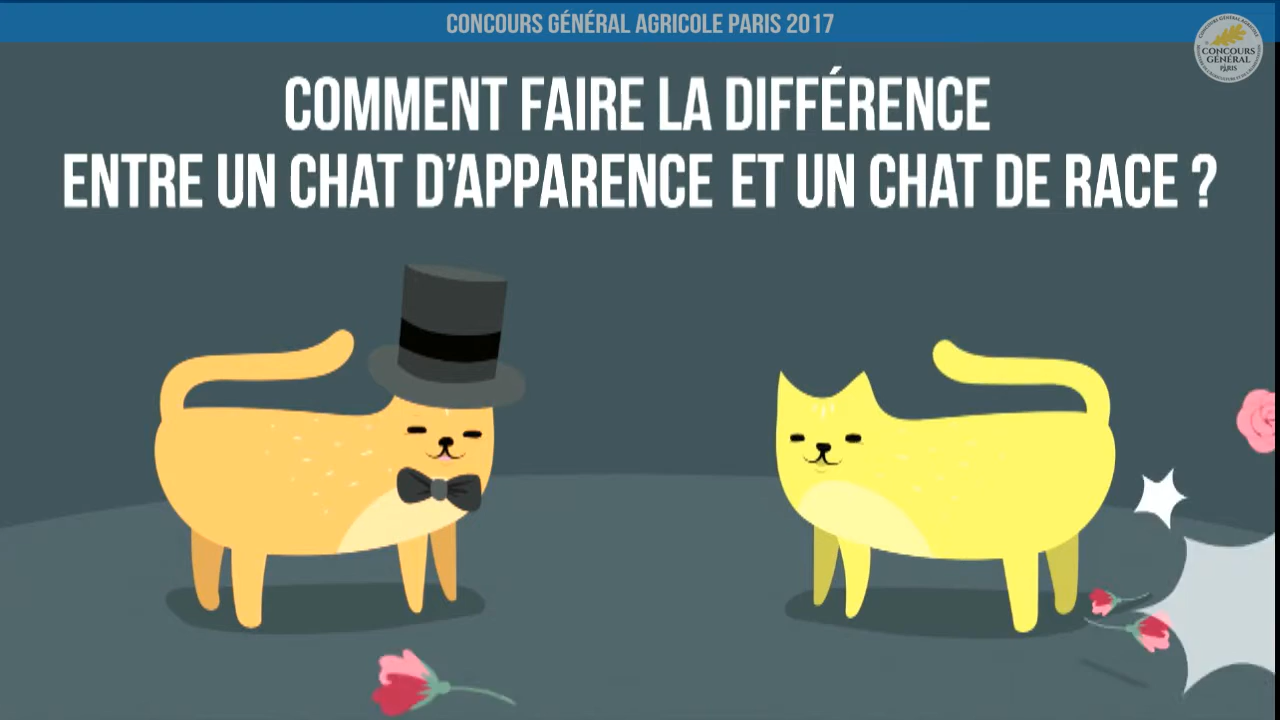 CONCOURS GÉNÉRAL AGRICOLE PARIS 2017
CONCOURS
GÉNÉRAL
PARIS
COMMENT FAIRE LA DIFFÉRENCE
ENTRE UN CHAT D'APPARENCE ET UN CHAT DE RACE ?